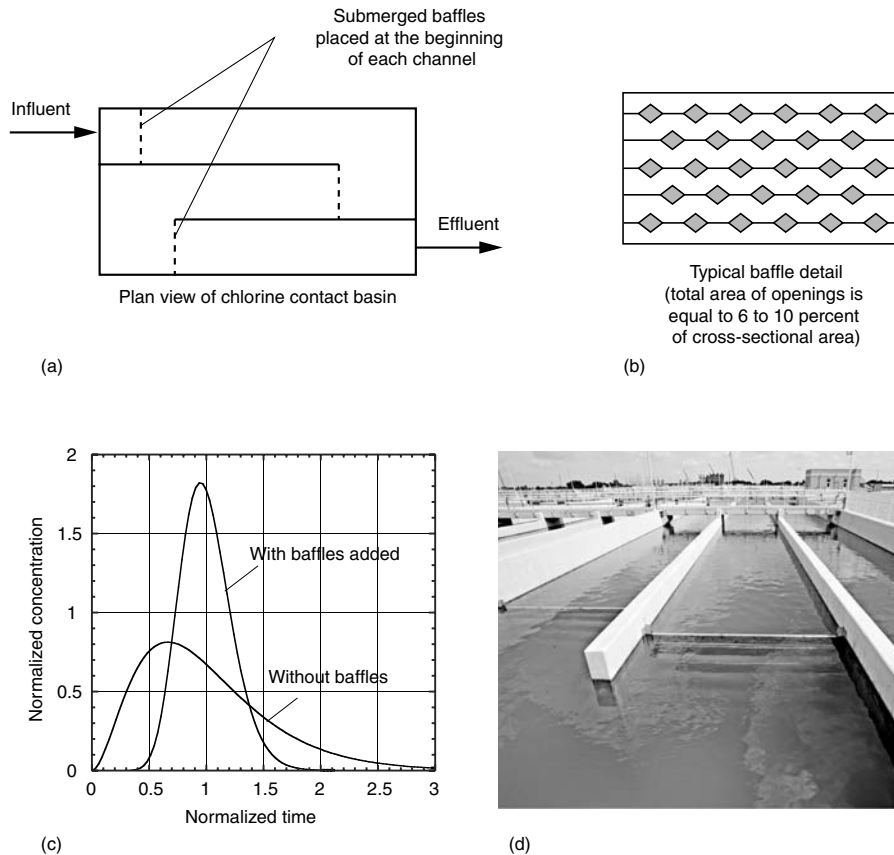 Submerged baffles
placed at the beginning
of each channel
Influent
Effluent
Plan view of chlorine contact basin
(a)
Typical baffle detail
(total area of openings is
equal to 6 to 10 percent
of cross-sectional area)
(b)
2
1.5
1
0.5
0
Normalized concentration
With baffles added
Without baffles
0 0.5 1 1.5 2 2.5 3
Normalized time
(c)
(d)